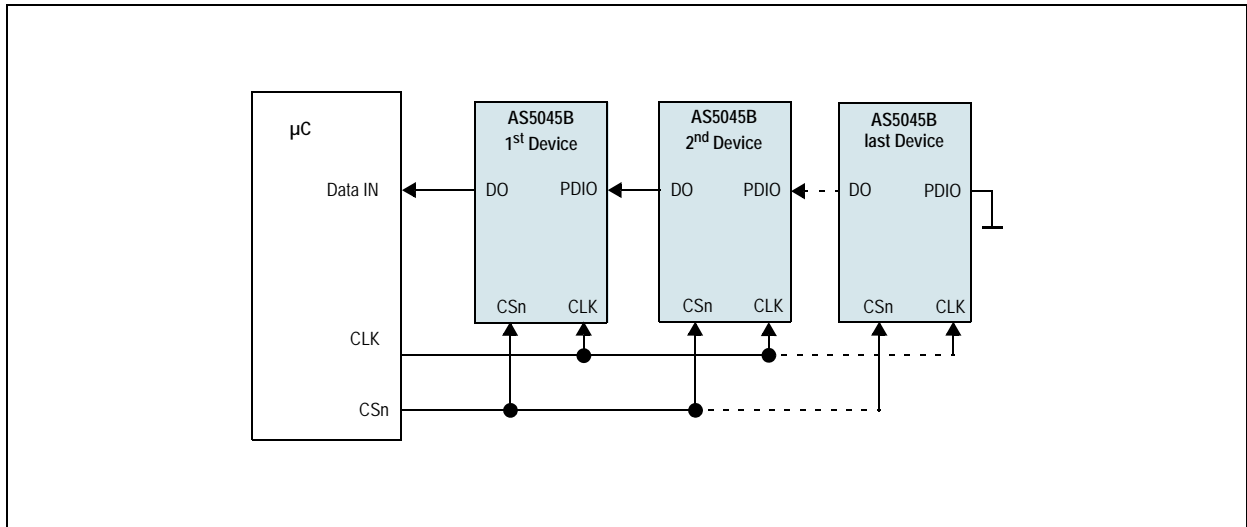 µC
Data IN
CLK
CSn
AS5045B
1st Device
DO PDIO
CSn CLK
AS5045B
2nd Device
DO PDIO
CSn CLK
AS5045B
last Device
DO PDIO
CSn CLK